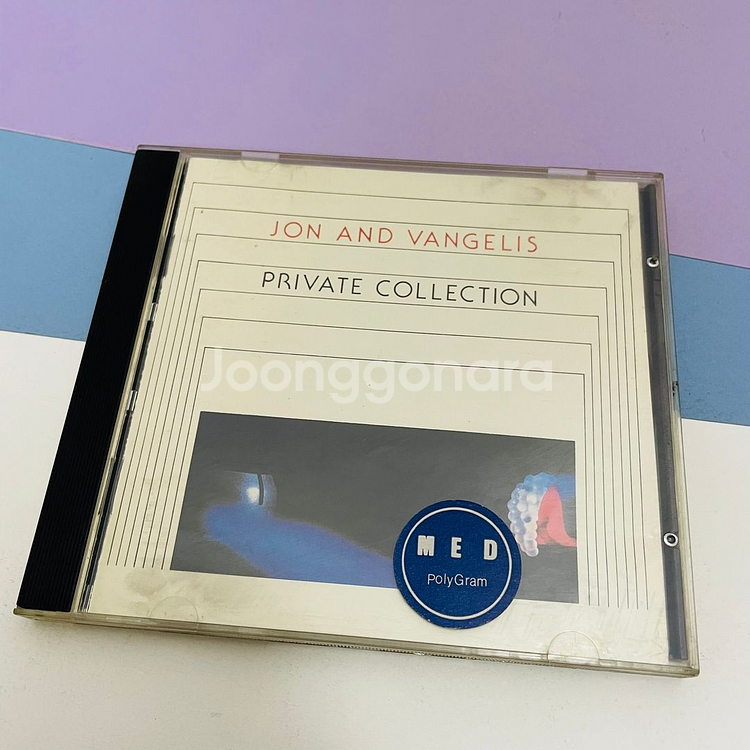 JON AND VANGELIS
PRIVATE COLLECTION
Joonggonara
MED
PolyGram